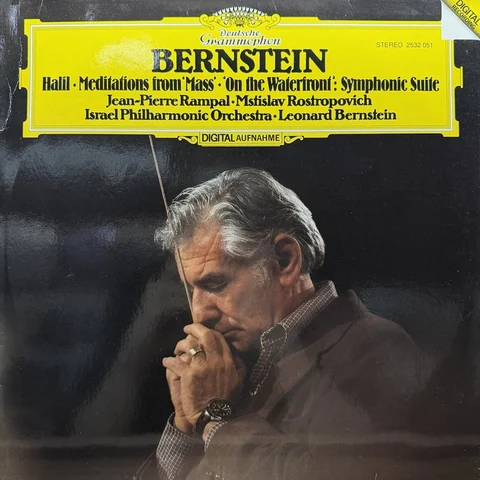 Deutsche
Grammophon
BERNSTEIN
STEREO 2532 051
DIGITAL
RECORDING
Halil · Meditations from 'Mass' · 'On the Waterfront': Symphonic Suite
Jean-Pierre Rampal · Mstislav Rostropovich
Israel Philharmonic Orchestra · Leonard Bernstein
DIGITAL AUFNAHME